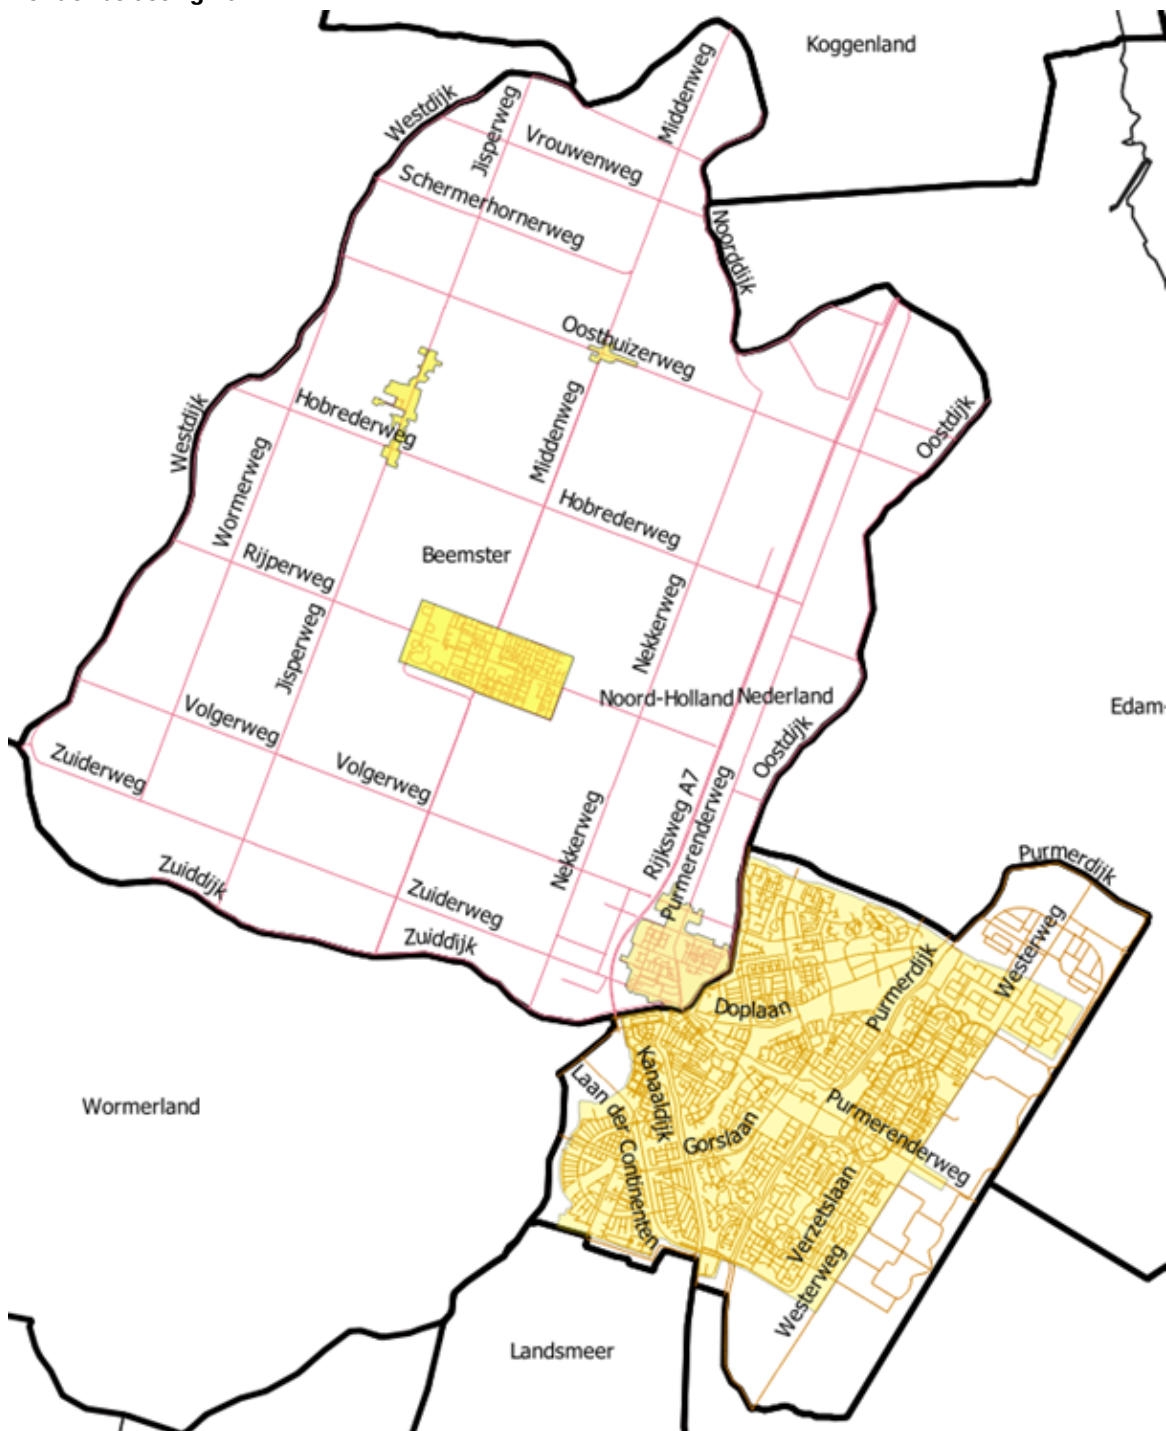 Koggenland
Middenweg
Westdijk
Jisperweg
Vrouwenweg
Schermerhornerweg
Noorddijk
Oosthuizerweg
Westdijk
Hobrederweg
Middenweg
Oostdijk
Wormerweg
Hobrederweg
Beemster
Rijperweg
Jisperweg
Nekkerweg
Noord-Holland
Nederland
Edam-
Volgerweg
Oostdijk
Zuiderweg
Volgerweg
Rijksweg A7
Purmerenderweg
Nekkerweg
Zuiddijk
Zuiderweg
Zuiddijk
Purmerdijk
Westerweg
Purmerdijk
Doplaan
Kanaaldijk
Laan der Continenten
Wormerland
Gorslaan
Purmerenderweg
Verzetslaan
Westerweg
Landsmeer